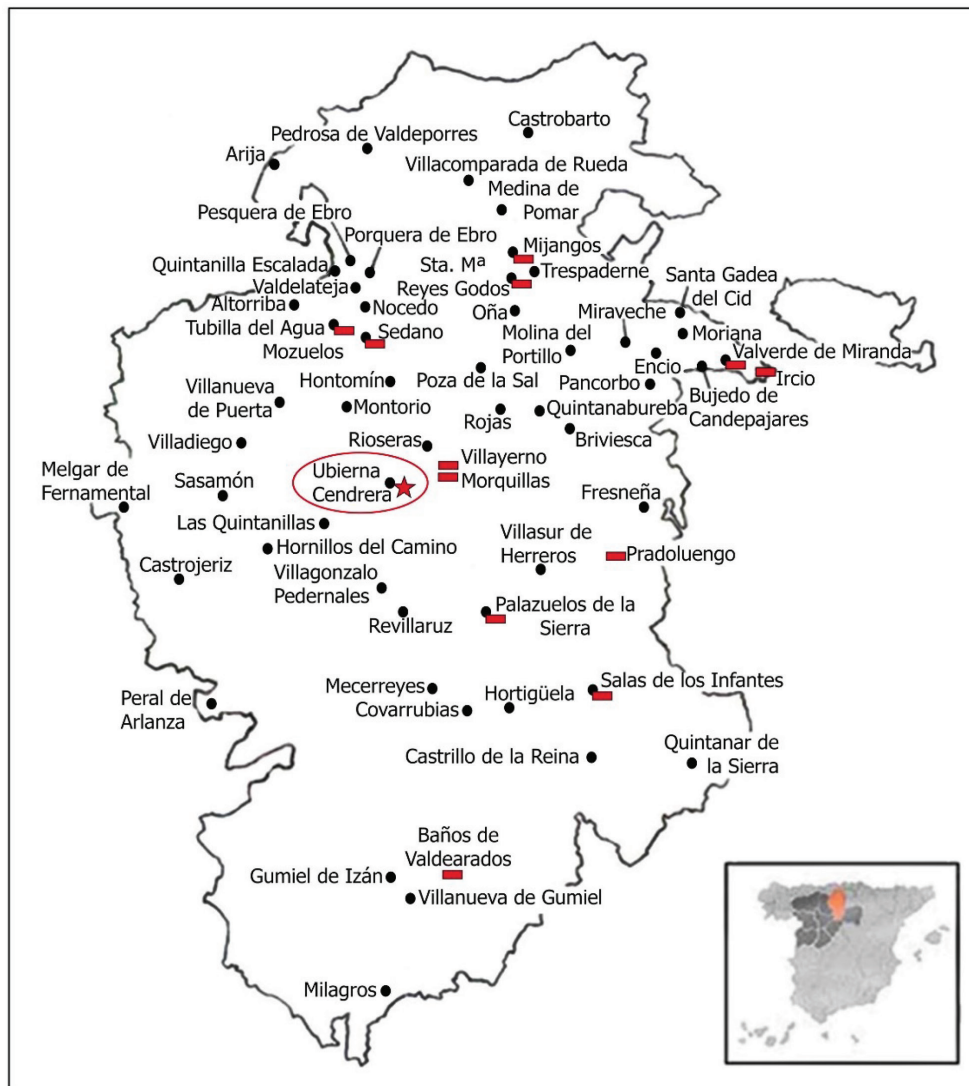 Castrobarto
Pedrosa de Valdeporres
Arija
Villacomparada de Rueda
Medina de
Pomar
Pesquera de Ebro
Porquera de Ebro
Mijangos
Sta. Mª
Reyes Godos
Trespaderne
Quintanilla Escalada
Valdelateja
Santa Gadea
del Cid
Altorriba
Nocedo
Oña
Miraveche
Tubilla del Agua
Sedano
Mozuelos
Molina del
Portillo
Moriana
Valverde de Miranda
Encio
Ircio
Hontomín
Poza de la Sal
Pancorbo
Bujedo de
Candepajares
Villanueva
de Puerta
Montorio
Rojas
Quintanabureba
Villadiego
Rioseras
Briviesca
Melgar de
Fernamental
Sasamón
Ubierna
Cendrera
Villayerno
Morquillas
Fresneña
Las Quintanillas
Hornillos del Camino
Villasur de
Herreros
Pradoluengo
Castrojeriz
Villagonzalo
Pedernales
Revillaruz
Palazuelos de la
Sierra
Peral de
Arlanza
Mecerreyes
Covarrubias
Hortigüela
Salas de los Infantes
Castrillo de la Reina
Quintanar de
la Sierra
Baños de
Valdearados
Gumiel de Izán
Villanueva de Gumiel
Milagros